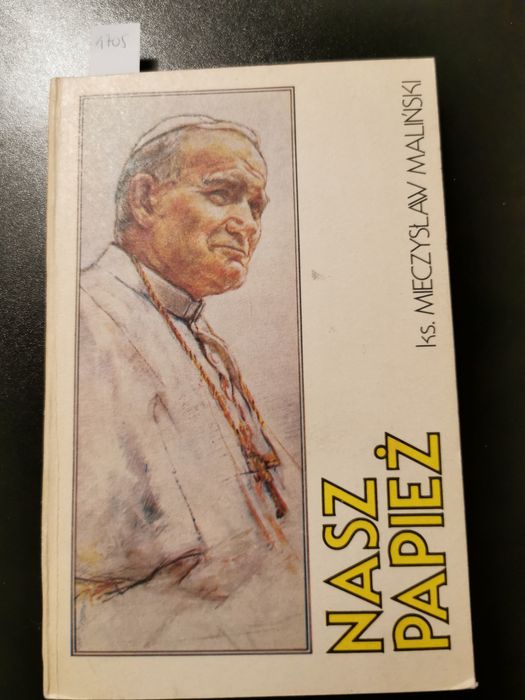 1705
ks. MIECZYSŁAW MALIŃSKI
NASZ
PAPIEŻ